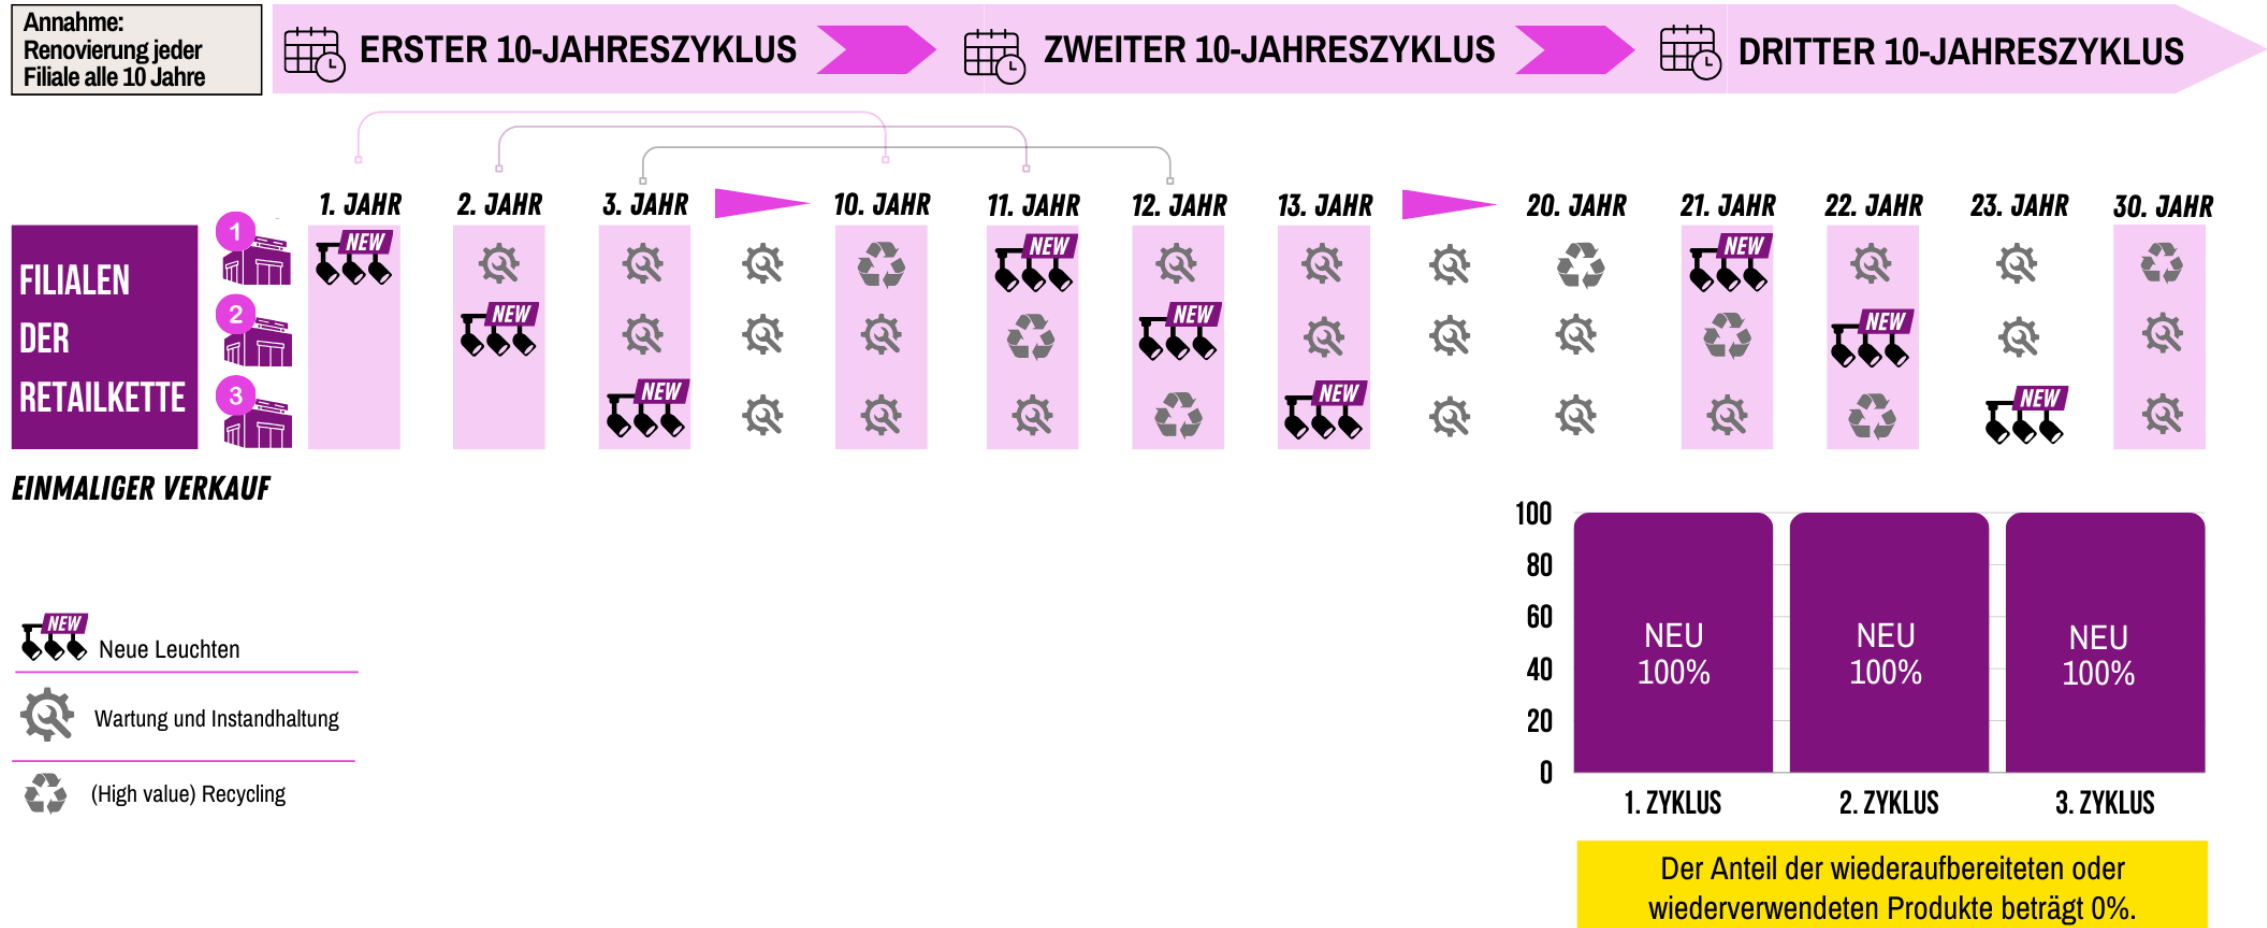 Annahme:
Renovierung jeder
Filiale alle 10 Jahre
ERSTER 10-JAHRESZYKLUS
ZWEITER 10-JAHRESZYKLUS
DRITTER 10-JAHRESZYKLUS
1. JAHR
2. JAHR
3. JAHR
10. JAHR
11. JAHR
12. JAHR
13. JAHR
20. JAHR
21. JAHR
22. JAHR
23. JAHR
30. JAHR
FILIALEN
DER
RETAILKETTE
1
NEW
NEW
NEW
2
NEW
NEW
NEW
3
NEW
NEW
NEW
EINMALIGER VERKAUF
NEW
Neue Leuchten
Wartung und Instandhaltung
(High value) Recycling
100
80
60
40
20
0
NEU
100%
NEU
100%
NEU
100%
1. ZYKLUS
2. ZYKLUS
3. ZYKLUS
Der Anteil der wiederaufbereiteten oder
wiederverwendeten Produkte beträgt 0%.